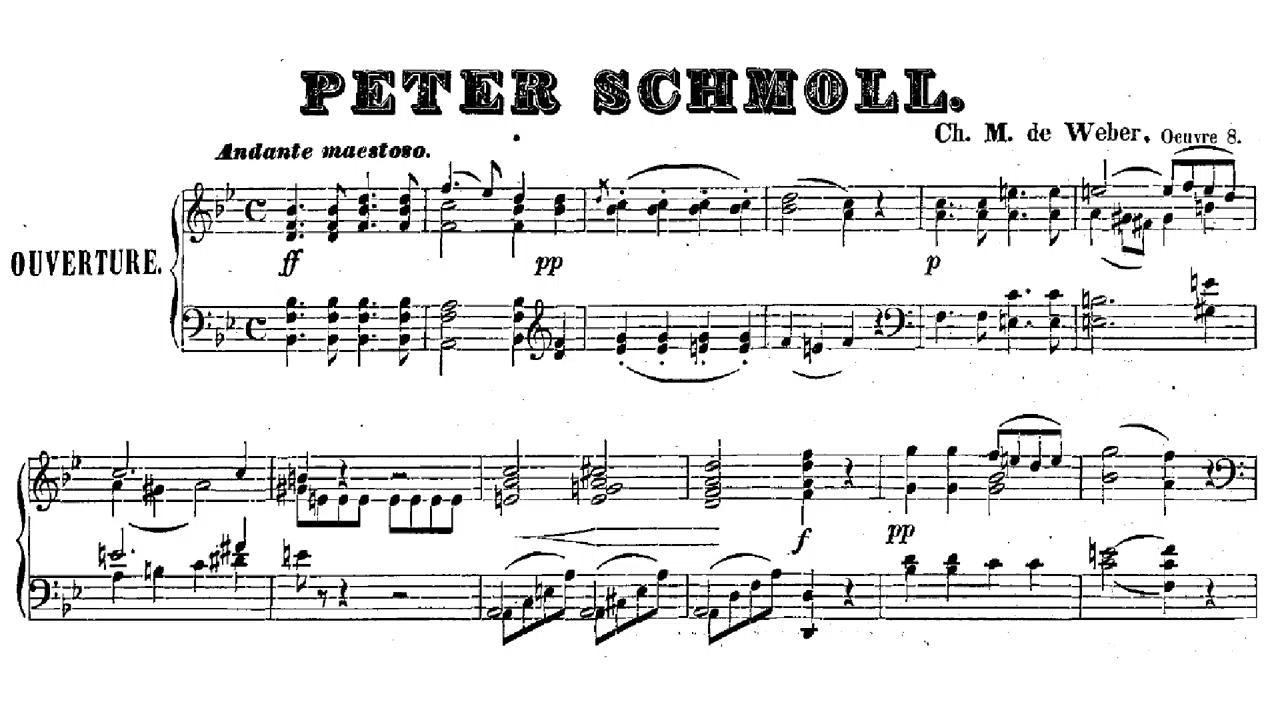 PETER SCHMOLL.
Ch. M. de Weber, Oeuvre 8.
Andante maestoso.
OUVERTURE.
ff
pp
p
f
pp